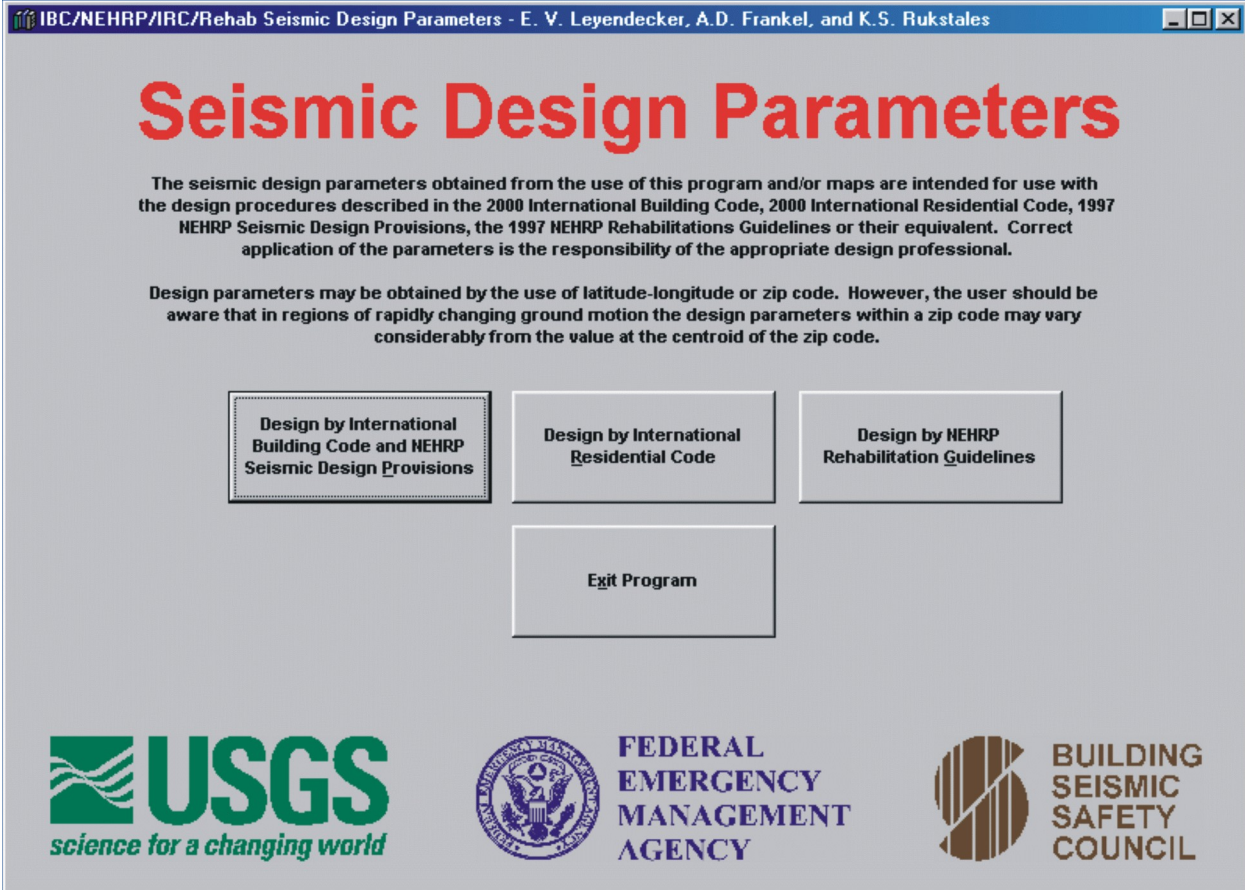 IBC/NEHRP/IRC/Rehab Seismic Design Parameters - E. V. Leyendecker, A.D. Frankel, and K.S. Rukstales
Seismic Design Parameters
The seismic design parameters obtained from the use of this program and/or maps are intended for use with
the design procedures described in the 2000 International Building Code, 2000 International Residential Code, 1997
NEHRP Seismic Design Provisions, the 1997 NEHRP Rehabilitations Guidelines or their equivalent. Correct
application of the parameters is the responsibility of the appropriate design professional.
Design parameters may be obtained by the use of latitude-longitude or zip code. However, the user should be
aware that in regions of rapidly changing ground motion the design parameters within a zip code may vary
considerably from the value at the centroid of the zip code.
Design by International
Building Code and NEHRP
Seismic Design Provisions
Design by International
Residential Code
Design by NEHRP
Rehabilitation Guidelines
Exit Program
USGS
science for a changing world
FEDERAL EMERGENCY MANAGEMENT AGENCY
FEDERAL
EMERGENCY
MANAGEMENT
AGENCY
BUILDING
SEISMIC
SAFETY
COUNCIL